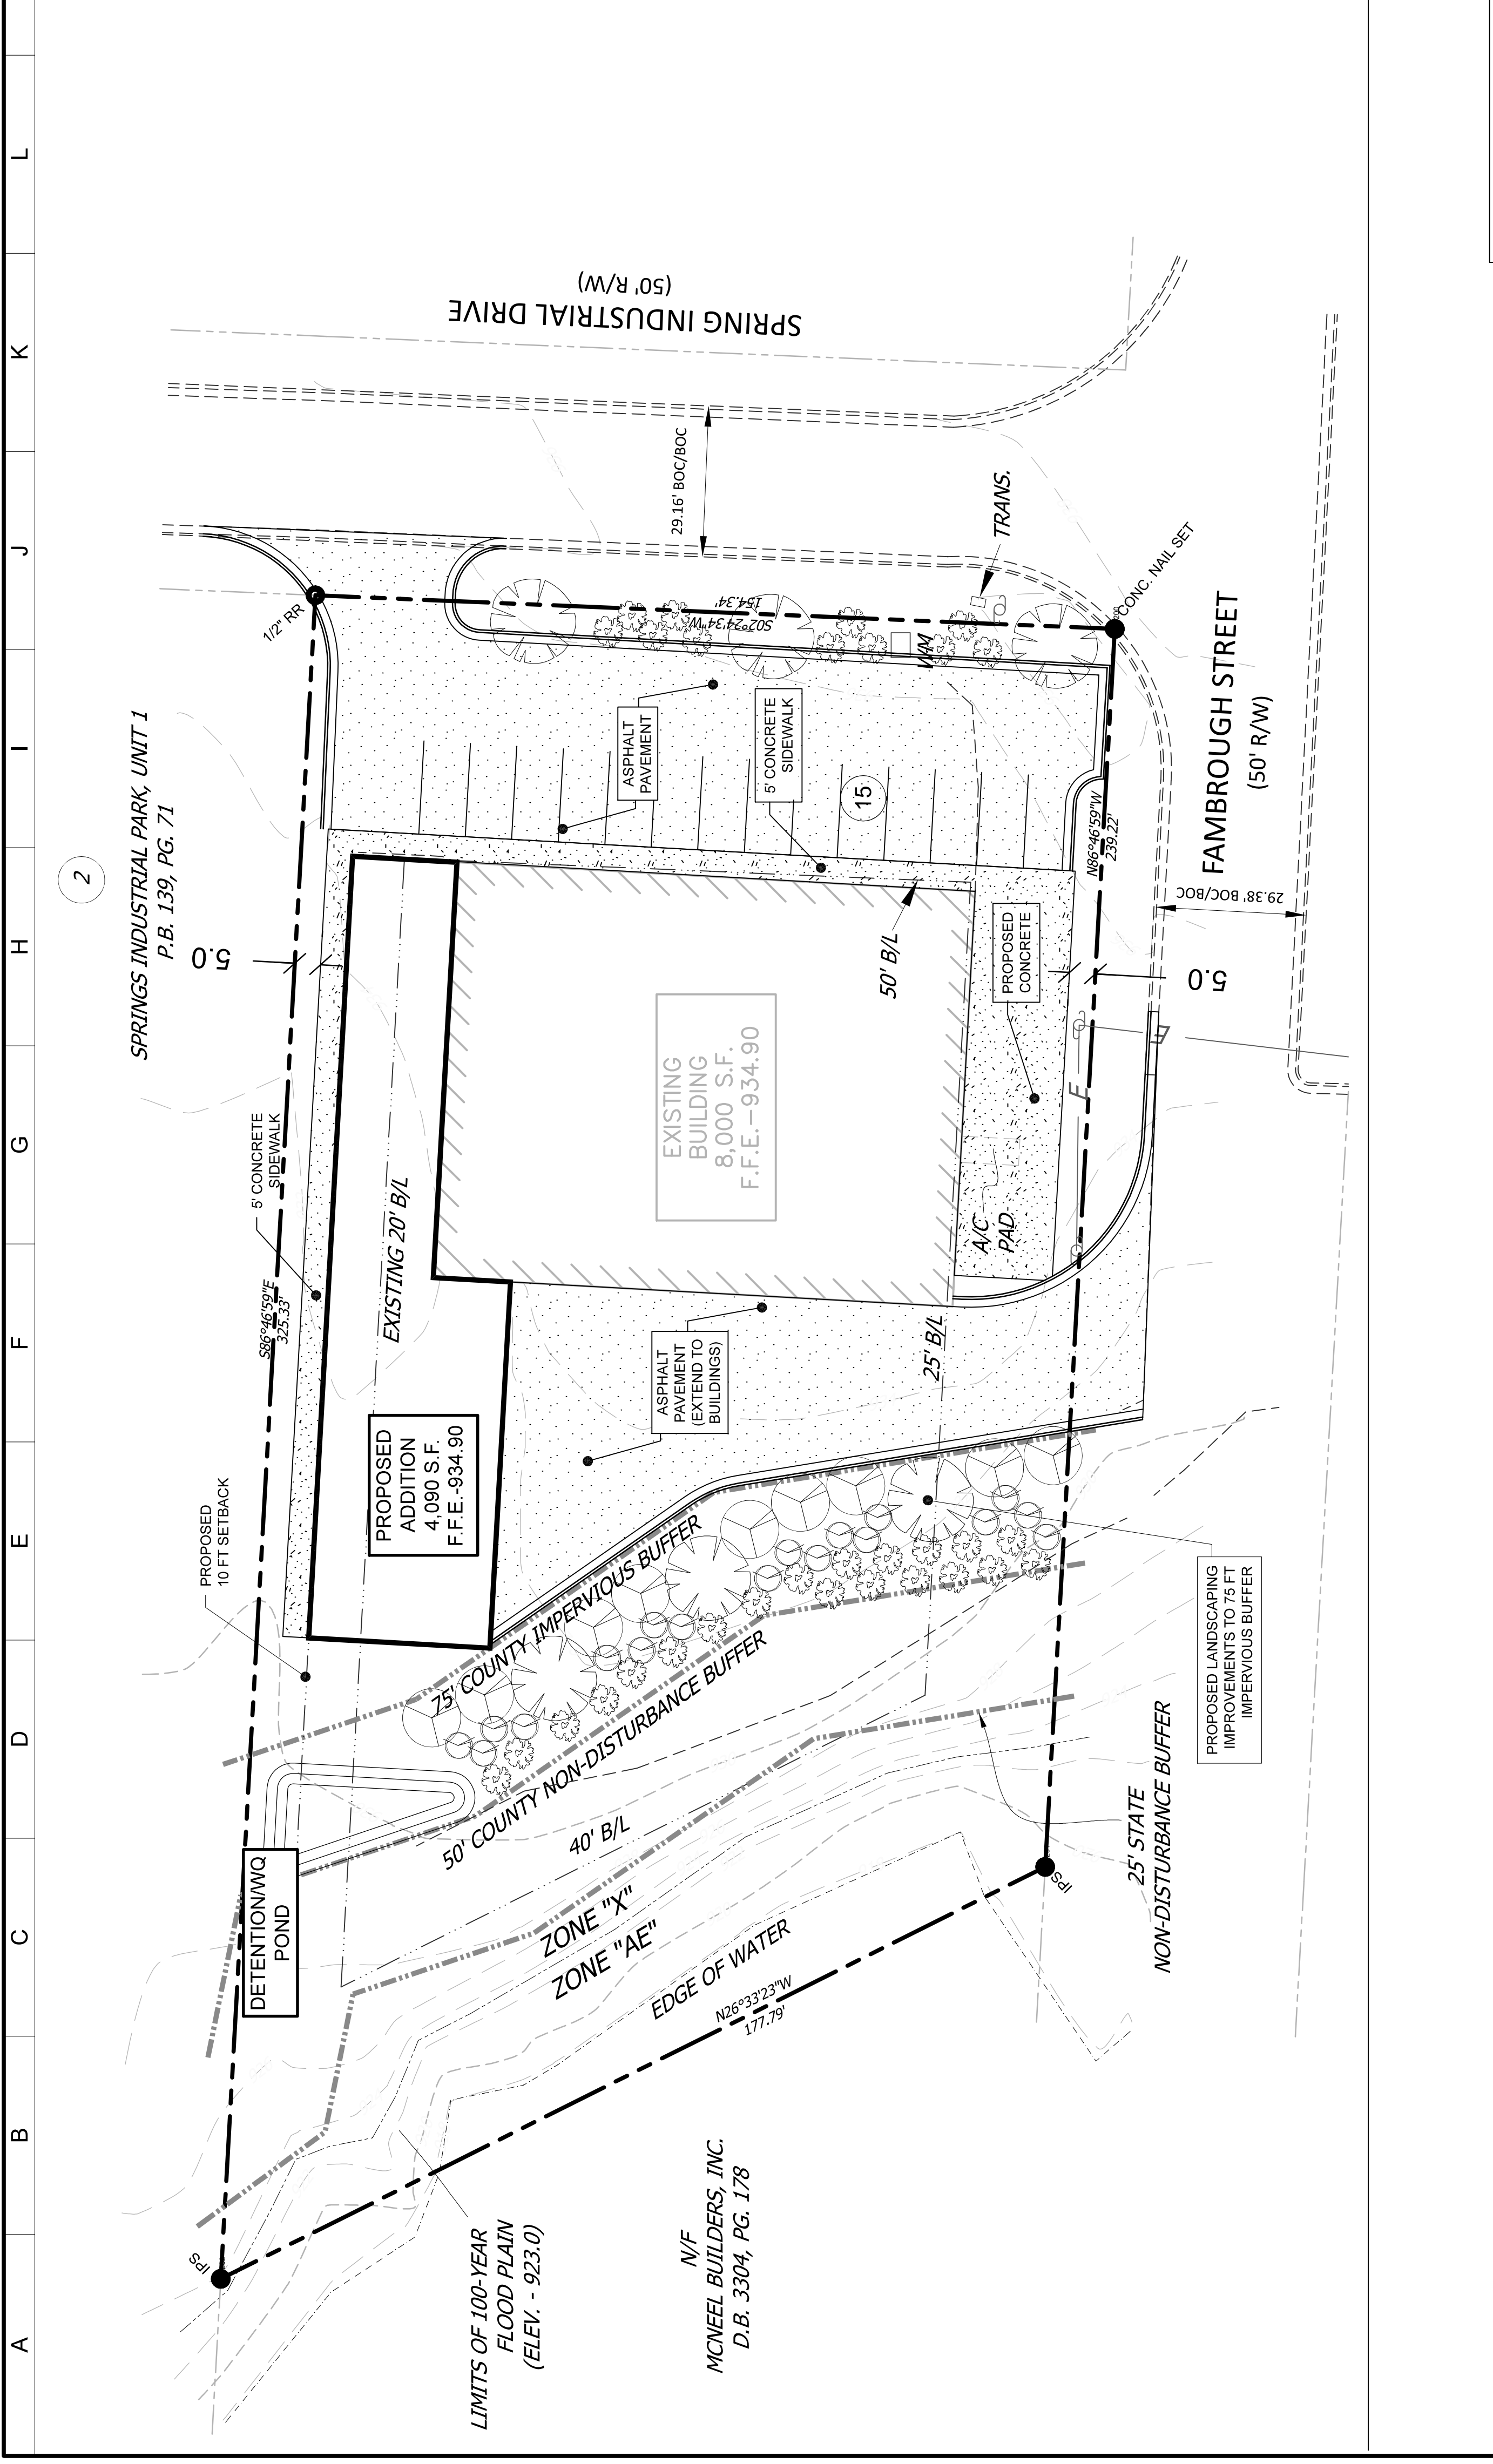 A
B
C
D
E
F
G
H
I
J
K
L
2
SPRINGS INDUSTRIAL PARK, UNIT 1
P.B. 139, PG. 71
5.0
5' CONCRETE
SIDEWALK
S86°46'59"E
325.33'
PROPOSED
10 FT SETBACK
1/2" RR
IPS
DETENTION/WQ
POND
EXISTING 20' B/L
PROPOSED
ADDITION
4,090 S.F.
F.F.E.-934.90
SPRING INDUSTRIAL DRIVE
(50' R/W)
29.16' BOC/BOC
S02°24'34"W
154.34'
TRANS.
WM
CONC. NAIL SET
ASPHALT
PAVEMENT
5' CONCRETE
SIDEWALK
15
50' B/L
EXISTING
BUILDING
8,000 S.F.
F.F.E.-934.90
PROPOSED
CONCRETE
A/C
PAD
25' B/L
ASPHALT
PAVEMENT
(EXTEND TO
BUILDINGS)
75' COUNTY IMPERVIOUS BUFFER
50' COUNTY NON-DISTURBANCE BUFFER
40' B/L
ZONE "X"
ZONE "AE"
EDGE OF WATER
N26°33'23"W
177.79'
LIMITS OF 100-YEAR
FLOOD PLAIN
(ELEV. - 923.0)
N/F
MCNEEL BUILDERS, INC.
D.B. 3304, PG. 178
IPS
25' STATE
NON-DISTURBANCE BUFFER
PROPOSED LANDSCAPING
IMPROVEMENTS TO 75 FT
IMPERVIOUS BUFFER
F
F
5.0
N86°46'59"W
239.22'
29.38' BOC/BOC
FAMBROUGH STREET
(50' R/W)